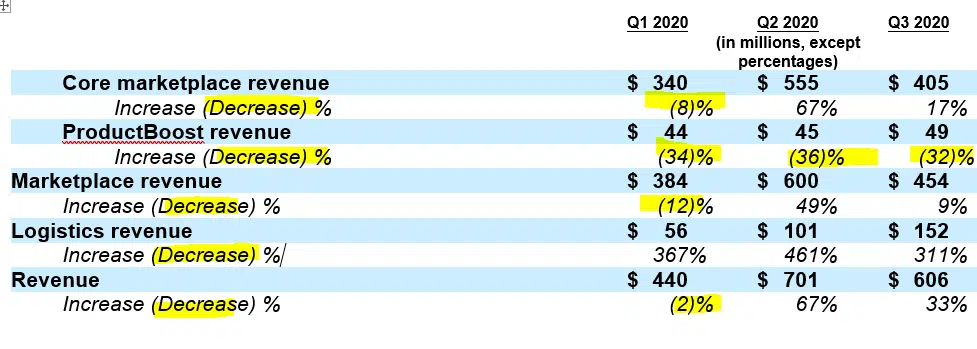 Q1 2020 Q2 2020 Q3 2020
(in millions, except
percentages)
Core marketplace revenue $ 340 $ 555 $ 405
Increase (Decrease) % (8)% 67% 17%
ProductBoost revenue $ 44 $ 45 $ 49
Increase (Decrease) % (34)% (36)% (32)%
Marketplace revenue $ 384 $ 600 $ 454
Increase (Decrease) % (12)% 49% 9%
Logistics revenue $ 56 $ 101 $ 152
Increase (Decrease) % 367% 461% 311%
Revenue $ 440 $ 701 $ 606
Increase (Decrease) % (2)% 67% 33%